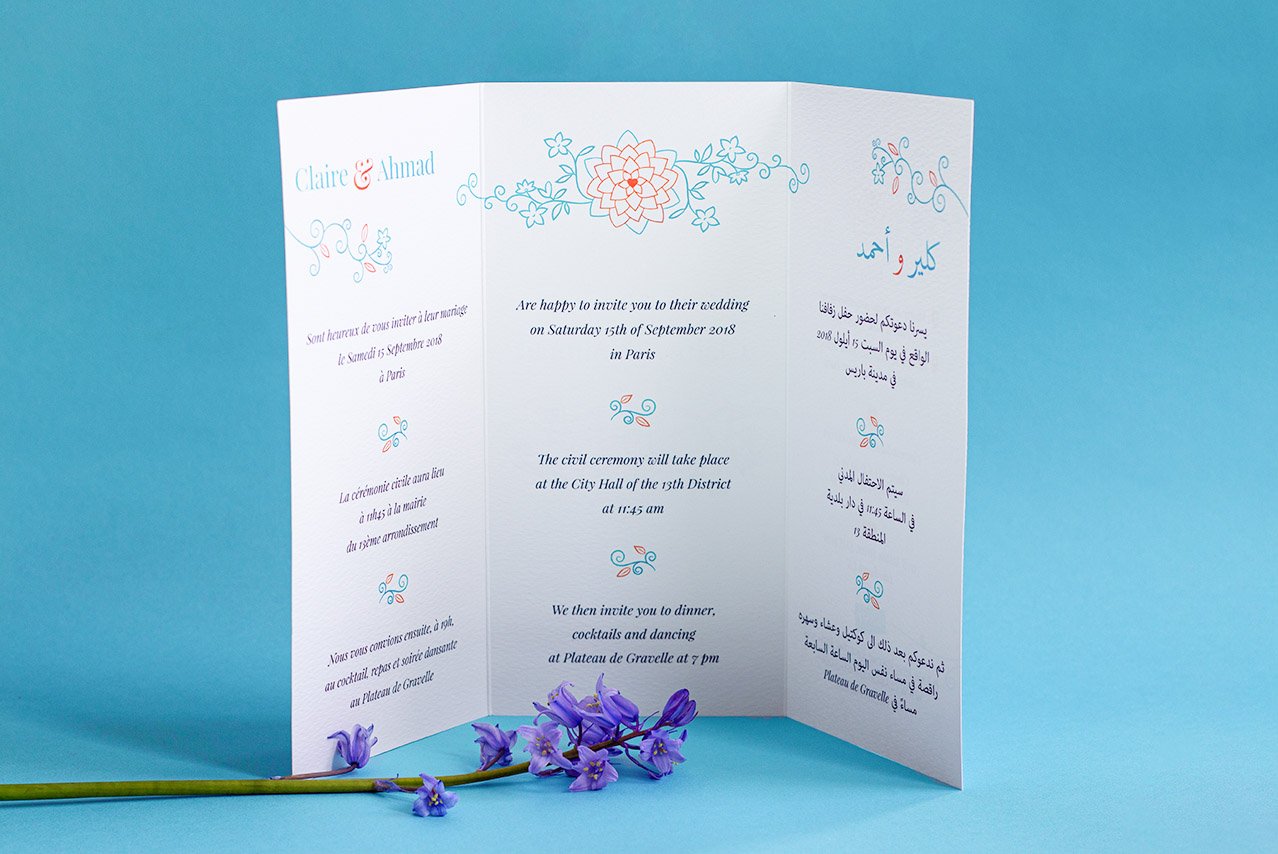 Claire & Ahmad
Sont heureux de vous inviter à leur mariage
le Samedi 15 Septembre 2018
à Paris
La cérémonie civile aura lieu
à 11h45 à la mairie
du 13ème arrondissement
Nous vous convions ensuite, à 19h,
au cocktail, repas et soirée dansante
au Plateau de Gravelle
Are happy to invite you to their wedding
on Saturday 15th of September 2018
in Paris
The civil ceremony will take place
at the City Hall of the 13th District
at 11:45 am
We then invite you to dinner,
cocktails and dancing
at Plateau de Gravelle at 7 pm
كلير و أحمد
يسرنا دعوتكم لحضور حفل زفافنا
الواقع في يوم السبت 15 أيلول 2018
في مدينة باريس
سيتم الاحتفال المدني
في الساعة 11:45 في دار بلدية
المنطقة 13
ثم ندعوكم بعد ذلك الى كوكتيل وعشاء وسهره
راقصة في مساء نفس اليوم الساعة السابعة
مساءً في Plateau de Gravelle